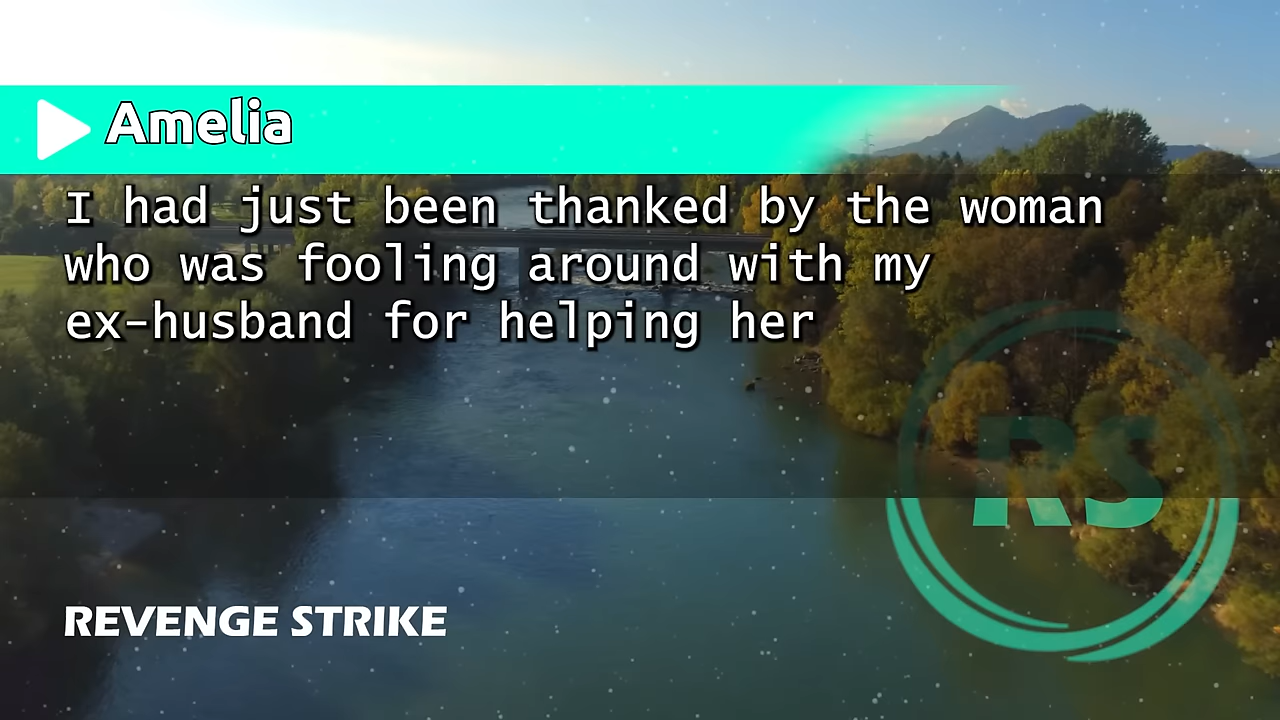 Amelia
I had just been thanked by the woman
who was fooling around with my
ex-husband for helping her
RS
REVENGE STRIKE